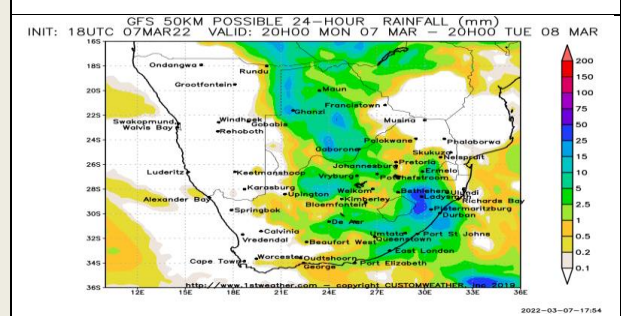 GFS 50KM POSSIBLE 24-HOUR RAINFALL (mm)
INIT: 18UTC 07MAR22 VALID: 20H00 MON 07 MAR - 20H00 TUE 08 MAR
16S
18S
20S
22S
24S
26S
28S
30S
32S
34S
36S
Ondangwa
Rundu
Grootfontein
Maun
Francistown
Ghanzi
Swakopmund
Windhoek
Gobabis
Walvis Bay
Rehoboth
Musina
Polokwane
Phalaborwa
Gaborone
Skukuza
Pretoria
Nelspruit
Johannesburg
Luderitz
Keetmanshoop
Vryburg
Potchefstroom
Ermelo
Karasburg
Upington
Welkom
Bethlehem
Ulundi
Alexander Bay
Kimberley
Ladysmith
Richards Bay
Bloemfontein
Springbok
Pietermaritzburg
De Aar
Durban
Calvinia
Umtata
Port St Johns
Vredendal
Beaufort West
Queenstown
East London
Cape Town
Worcester
Oudtshoorn
George
Port Elizabeth
http://www.1stweather.com - copyright CUSTOMWEATHER, Inc 2019
12E 15E 18E 21E 24E 27E 30E 33E 36E
200
150
100
75
50
25
15
10
5
2.5
1
0.5
0.2
0.1
2022-03-07-17:54